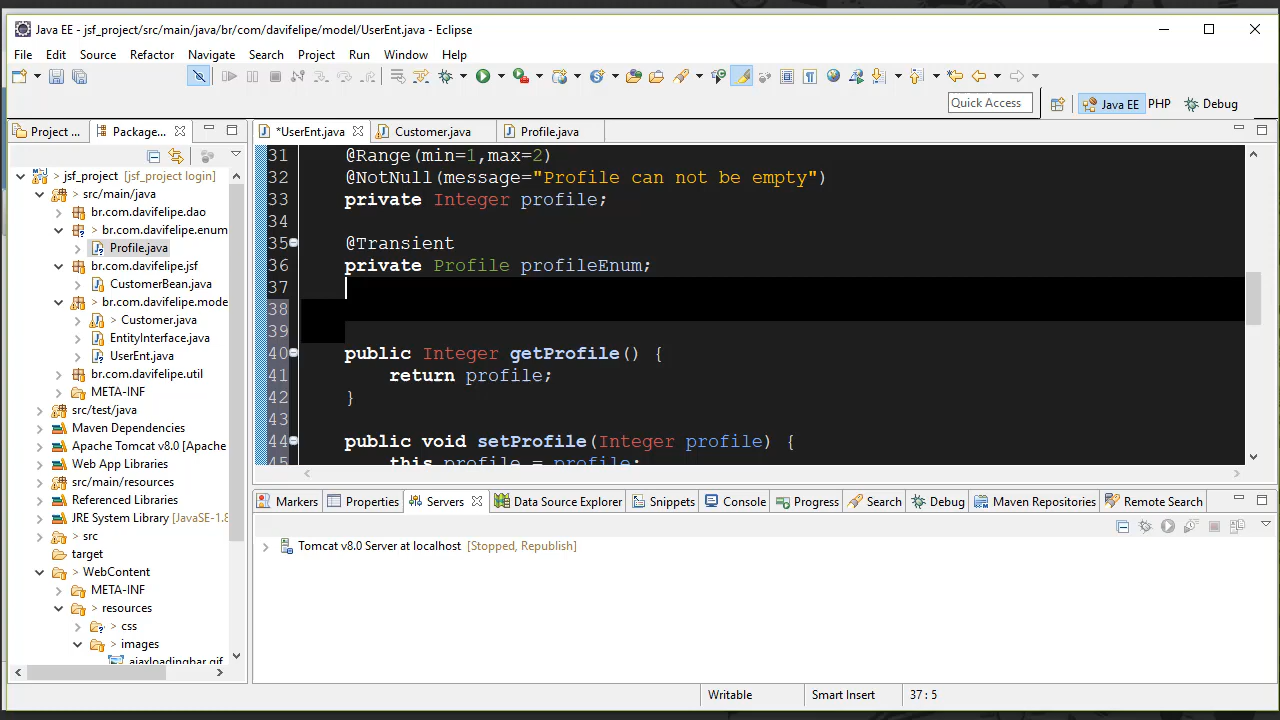 Java EE - jsf_project/src/main/java/br/com/davifelipe/model/UserEnt.java - Eclipse
File Edit Source Refactor Navigate Search Project Run Window Help
Quick Access
Java EE
PHP
Debug
Project ...
Package...
*UserEnt.java
Customer.java
Profile.java
> jsf_project [jsf_project login]
> src/main/java
br.com.davifelipe.dao
> br.com.davifelipe.enum
Profile.java
br.com.davifelipe.jsf
CustomerBean.java
> br.com.davifelipe.mode
> Customer.java
EntityInterface.java
UserEnt.java
br.com.davifelipe.util
META-INF
src/test/java
Maven Dependencies
Apache Tomcat v8.0 [Apache
Web App Libraries
src/main/resources
Referenced Libraries
JRE System Library [JavaSE-1.8
> src
target
WebContent
META-INF
> resources
> css
> images
ajaxloadingbar.gif
31 @Range(min=1,max=2)
32 @NotNull(message="Profile can not be empty")
33 private Integer profile;
34
35 @Transient
36 private Profile profileEnum;
37
38
39
40 public Integer getProfile() {
41 return profile;
42 }
43
44 public void setProfile(Integer profile) {
45 this.profile = profile;
Markers
Properties
Servers
Data Source Explorer
Snippets
Console
Progress
Search
Debug
Maven Repositories
Remote Search
Tomcat v8.0 Server at localhost [Stopped, Republish]
Writable
Smart Insert
37 : 5